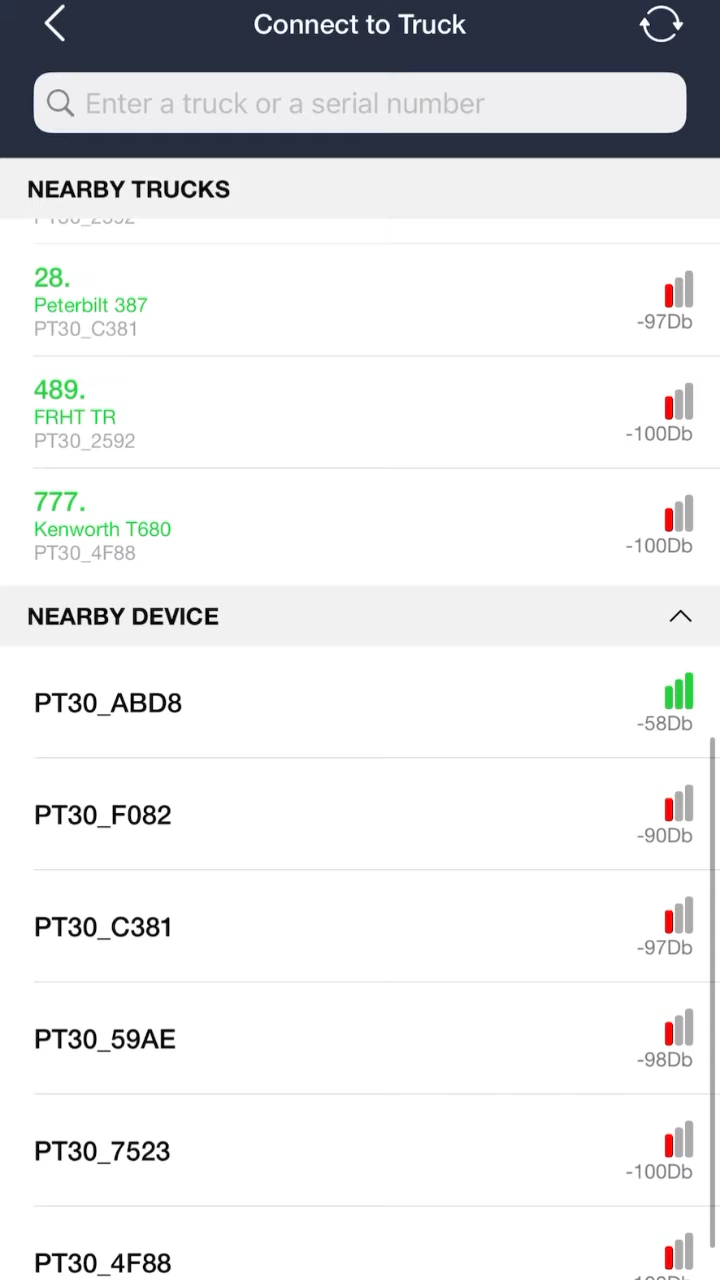 Connect to Truck
Enter a truck or a serial number
NEARBY TRUCKS
28.
Peterbilt 387
PT30_C381
-97Db
489.
FRHT TR
PT30_2592
-100Db
777.
Kenworth T680
PT30_4F88
-100Db
NEARBY DEVICE
PT30_ABD8
-58Db
PT30_F082
-90Db
PT30_C381
-97Db
PT30_59AE
-98Db
PT30_7523
-100Db
PT30_4F88